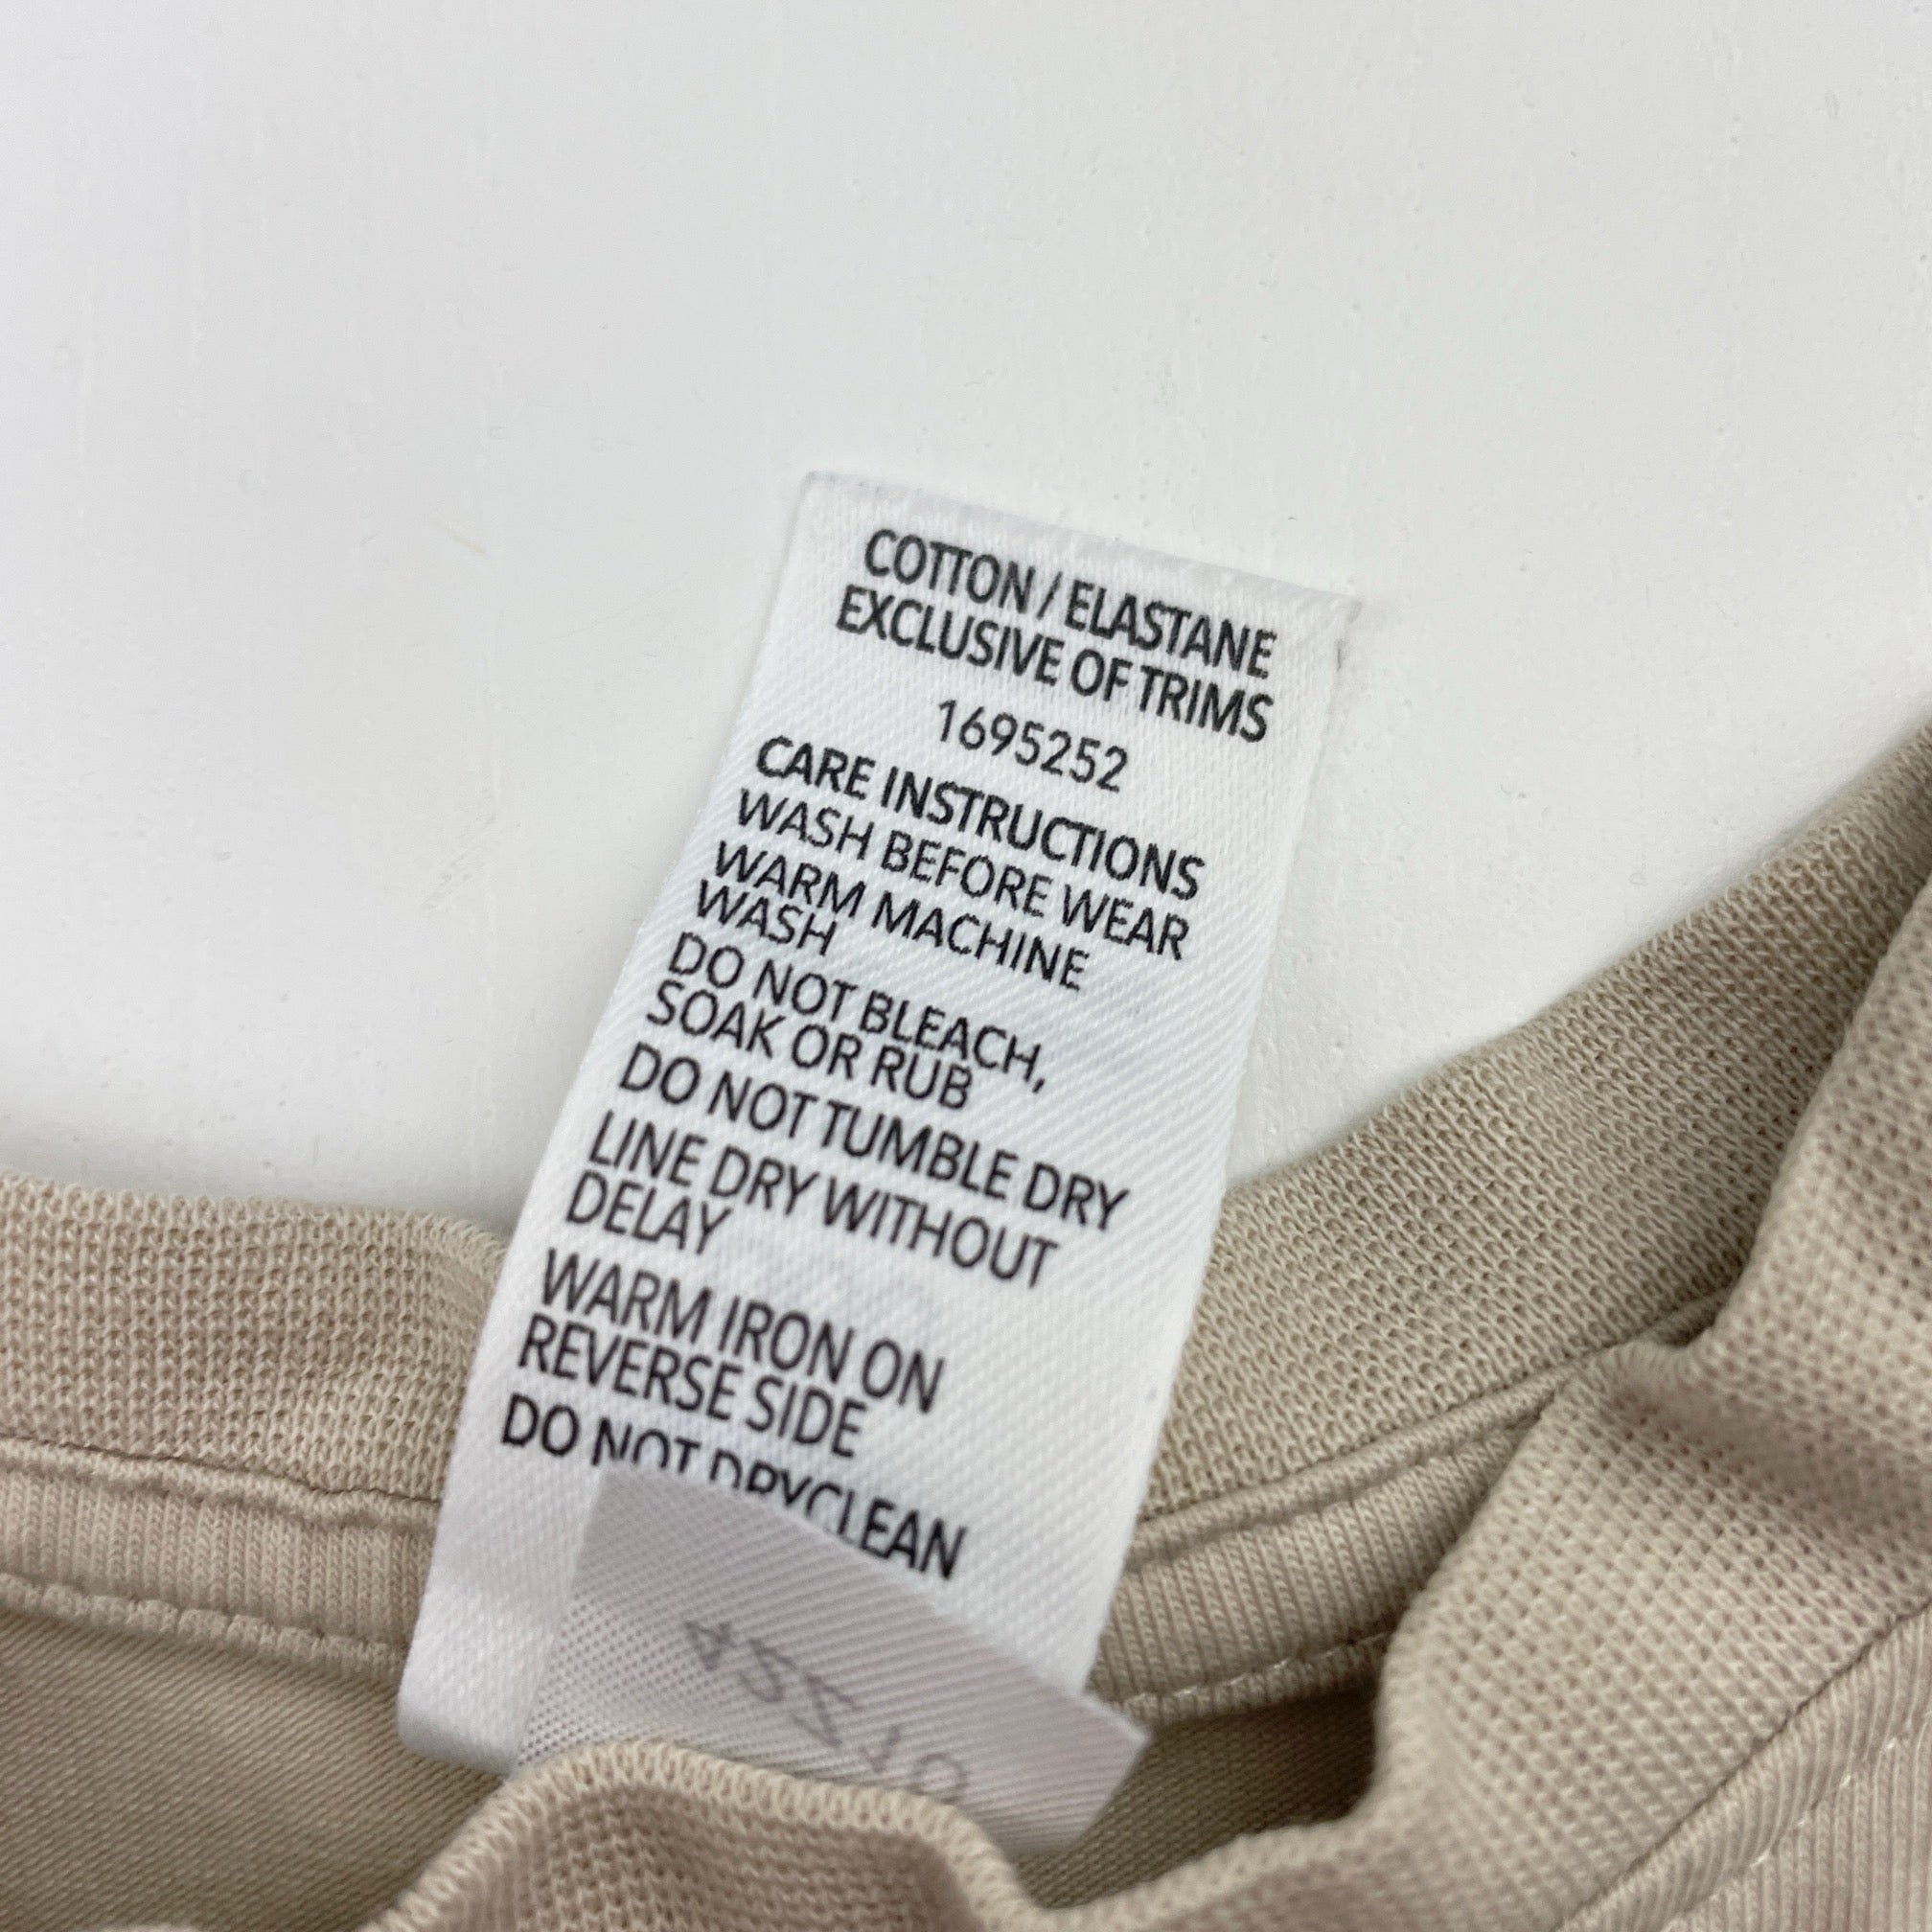 COTTON / ELASTANE
EXCLUSIVE OF TRIMS
1695252
CARE INSTRUCTIONS
WASH BEFORE WEAR
WARM MACHINE
WASH
DO NOT BLEACH,
SOAK OR RUB
DO NOT TUMBLE DRY
LINE DRY WITHOUT
DELAY
WARM IRON ON
REVERSE SIDE
DO NOT DRYCLEAN